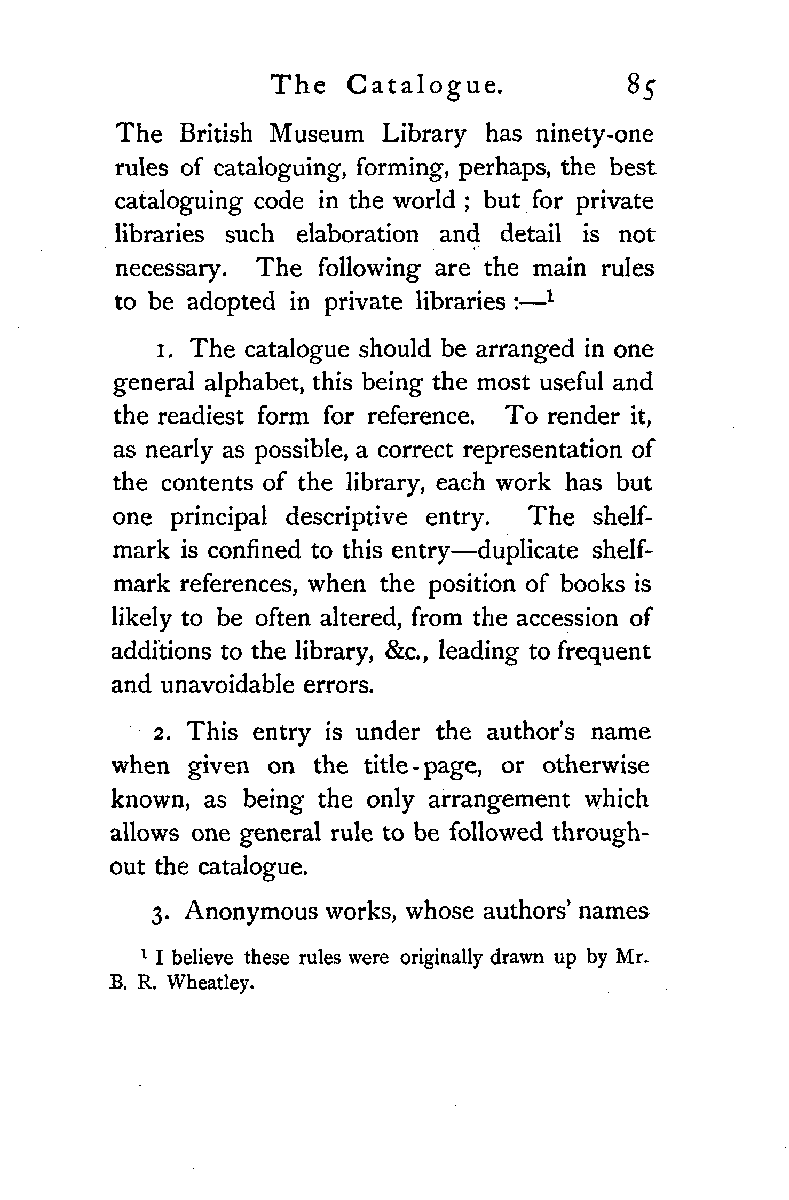 The Catalogue. 85
The British Museum Library has ninety-one
rules of cataloguing, forming, perhaps, the best
cataloguing code in the world ; but for private
libraries such elaboration and detail is not
necessary. The following are the main rules
to be adopted in private libraries :—¹
1. The catalogue should be arranged in one
general alphabet, this being the most useful and
the readiest form for reference. To render it,
as nearly as possible, a correct representation of
the contents of the library, each work has but
one principal descriptive entry. The shelf-
mark is confined to this entry—duplicate shelf-
mark references, when the position of books is
likely to be often altered, from the accession of
additions to the library, &c., leading to frequent
and unavoidable errors.
2. This entry is under the author's name
when given on the title-page, or otherwise
known, as being the only arrangement which
allows one general rule to be followed through-
out the catalogue.
3. Anonymous works, whose authors' names
¹ I believe these rules were originally drawn up by Mr.
B. R. Wheatley.